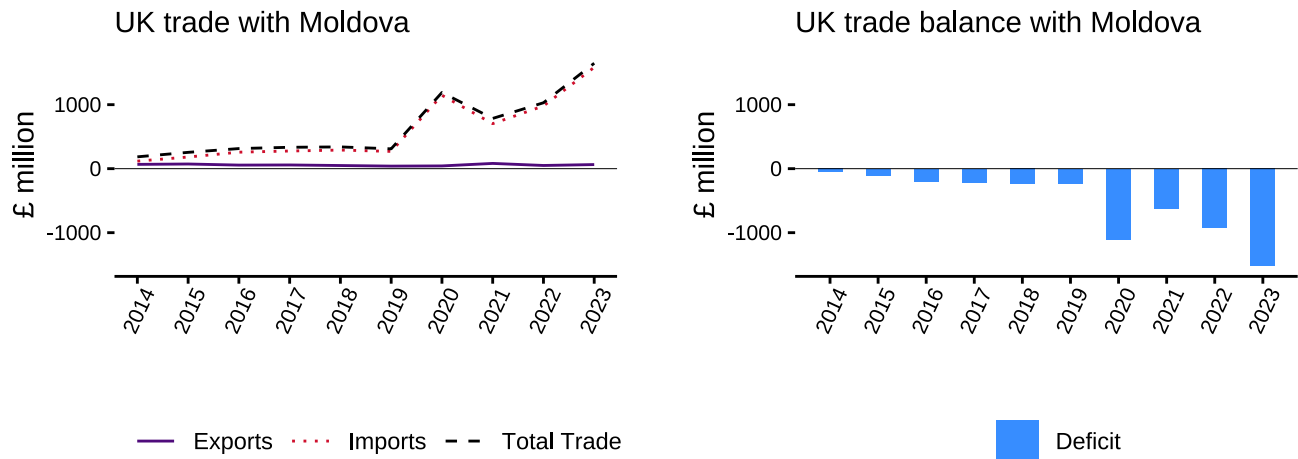 UK trade with Moldova
£ million
1000
0
-1000
2014 2015 2016 2017 2018 2019 2020 2021 2022 2023
Exports Imports Total Trade
UK trade balance with Moldova
£ million
1000
0
-1000
2014 2015 2016 2017 2018 2019 2020 2021 2022 2023
Deficit